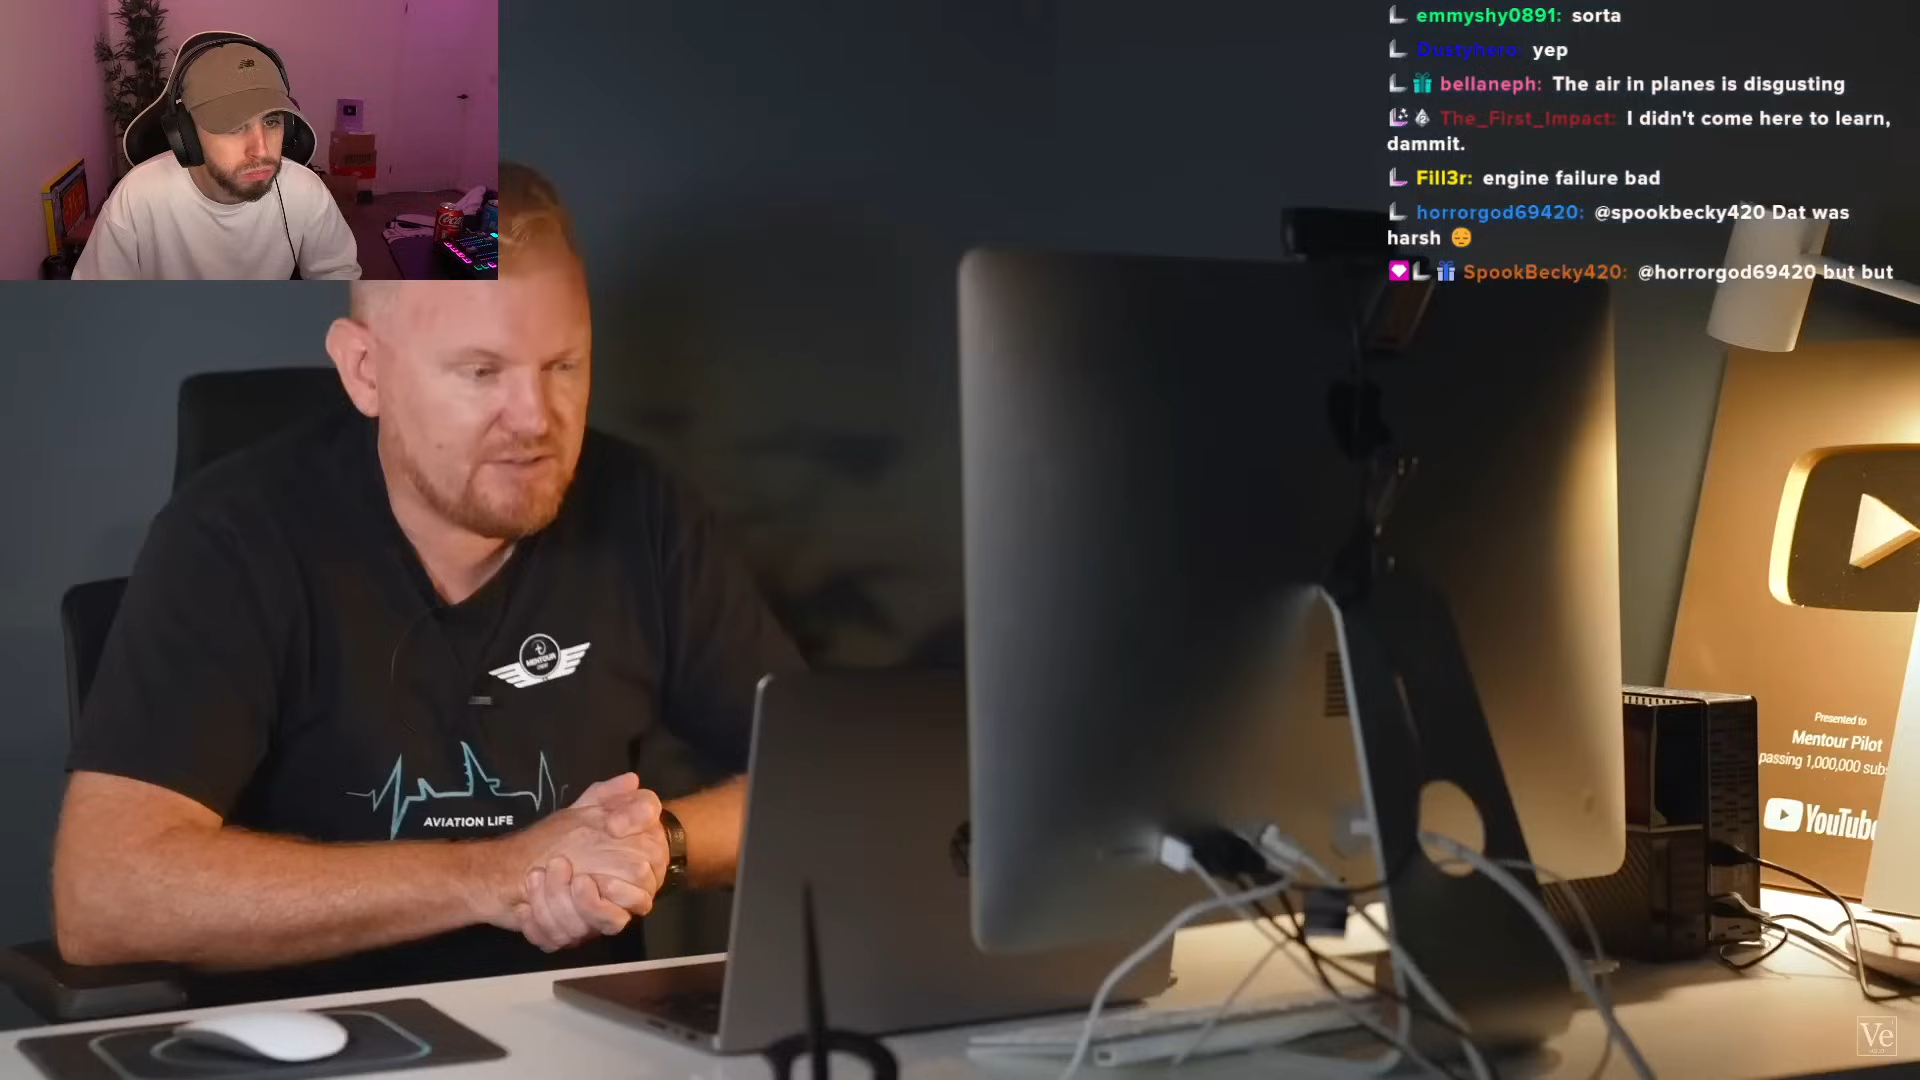 emmyshy0891: sorta
Dustyhero: yep
bellaneph: The air in planes is disgusting
The_First_Impact: I didn't come here to learn,
dammit.
Fill3r: engine failure bad
horrorgod69420: @spookbecky420 Dat was
harsh 😔
SpookBecky420: @horrorgod69420 but but
MENTOUR
AVIATION LIFE
Presented to
Mentour Pilot
passing 1,000,000 subs
YouTube
Ve